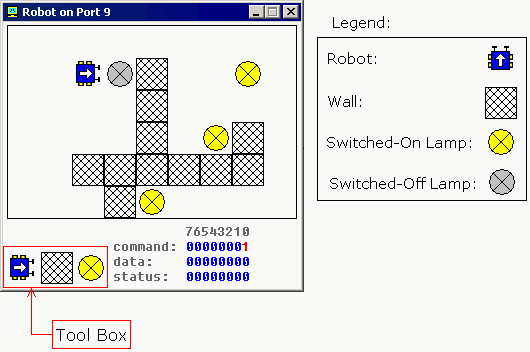 Robot on Port 9
Legend:
Robot:
Wall:
Switched-On Lamp:
Switched-Off Lamp:
76543210
command: 00000001
data: 00000000
status: 00000000
Tool Box